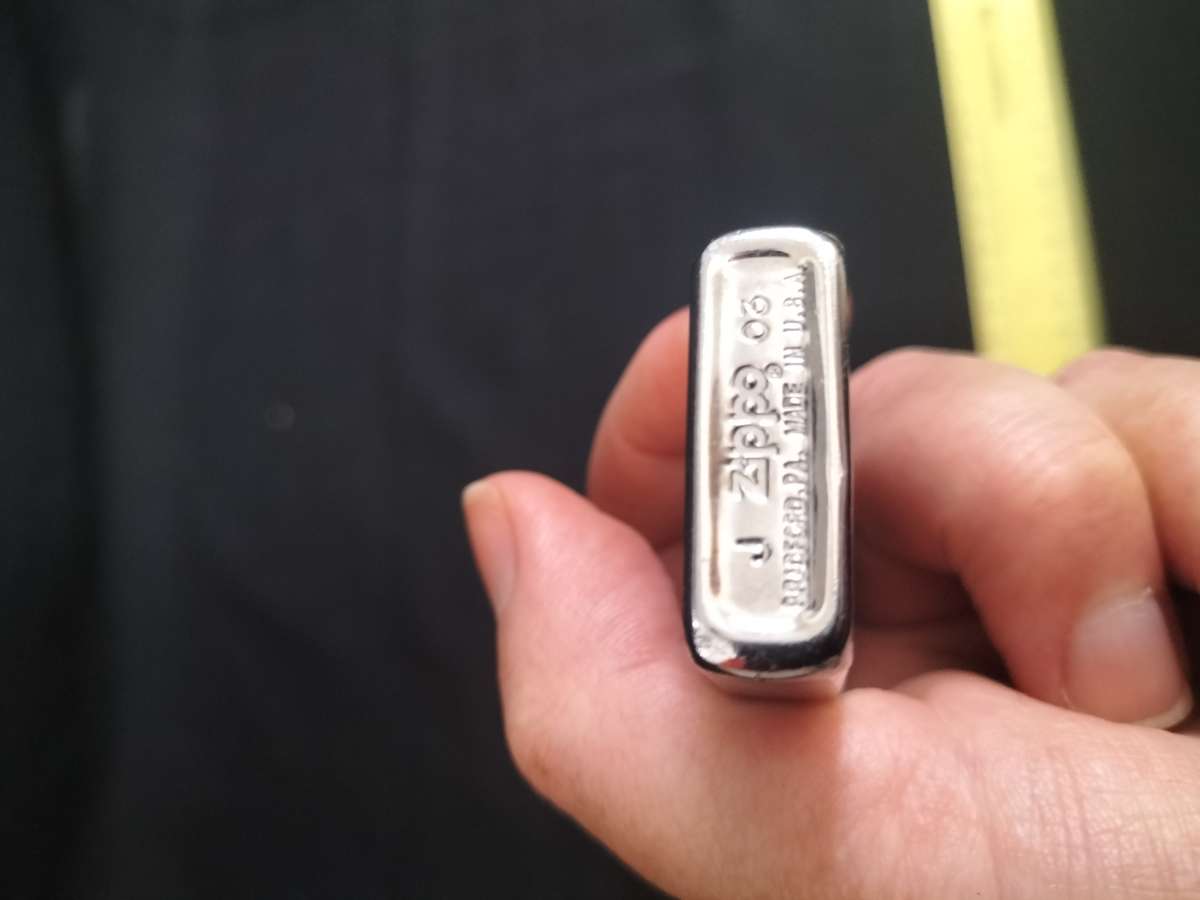 J Zippo® 03
BRADFORD,PA. MADE IN U.S.A.